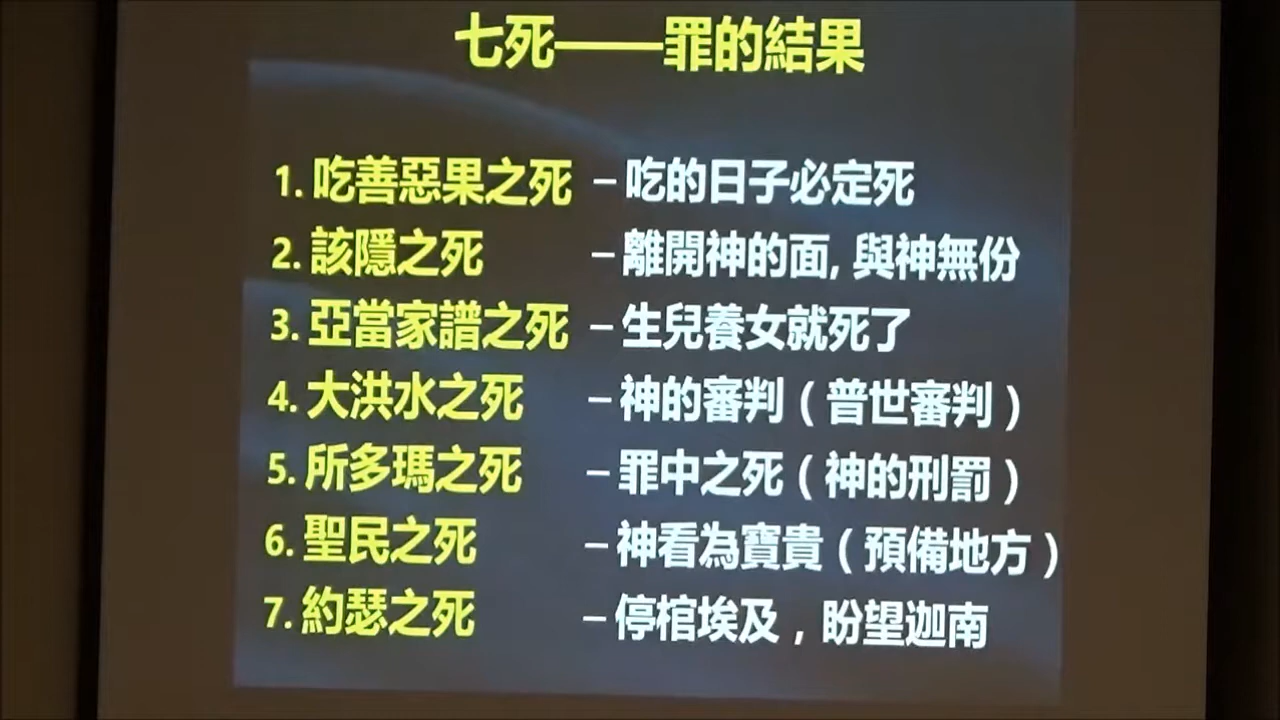 七死——罪的結果
1. 吃善惡果之死 – 吃的日子必定死
2. 該隱之死 – 離開神的面, 與神無份
3. 亞當家譜之死 – 生兒養女就死了
4. 大洪水之死 – 神的審判（普世審判）
5. 所多瑪之死 – 罪中之死（神的刑罰）
6. 聖民之死 – 神看為寶貴（預備地方）
7. 約瑟之死 – 停棺埃及，盼望迦南